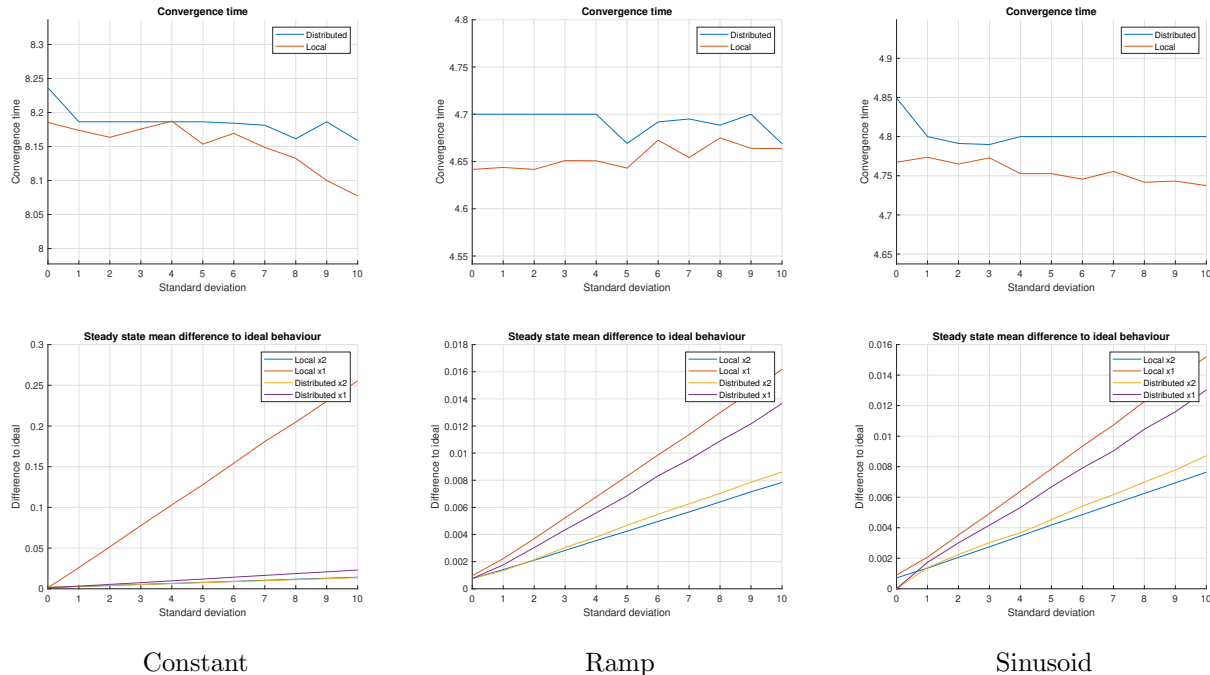 Convergence time
8.3
8.25
8.2
8.15
8.1
8.05
8
Convergence time
Distributed
Local
0 1 2 3 4 5 6 7 8 9 10
Standard deviation
Convergence time
4.8
4.75
4.7
4.65
4.6
4.55
Convergence time
Distributed
Local
0 1 2 3 4 5 6 7 8 9 10
Standard deviation
Convergence time
4.9
4.85
4.8
4.75
4.7
4.65
Convergence time
Distributed
Local
0 1 2 3 4 5 6 7 8 9 10
Standard deviation
Steady state mean difference to ideal behaviour
0.3
0.25
0.2
0.15
0.1
0.05
0
Difference to ideal
Local x2
Local x1
Distributed x2
Distributed x1
0 1 2 3 4 5 6 7 8 9 10
Standard deviation
Steady state mean difference to ideal behaviour
0.018
0.016
0.014
0.012
0.01
0.008
0.006
0.004
0.002
0
Difference to ideal
Local x2
Local x1
Distributed x2
Distributed x1
0 1 2 3 4 5 6 7 8 9 10
Standard deviation
Steady state mean difference to ideal behaviour
0.016
0.014
0.012
0.01
0.008
0.006
0.004
0.002
0
Difference to ideal
Local x2
Local x1
Distributed x2
Distributed x1
0 1 2 3 4 5 6 7 8 9 10
Standard deviation
Constant
Ramp
Sinusoid